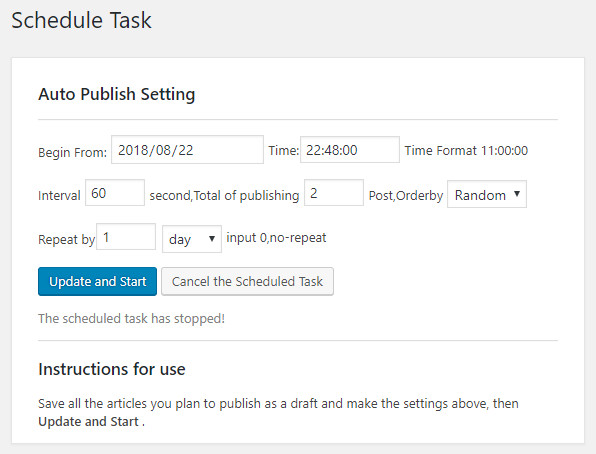 Schedule Task
Auto Publish Setting
Begin From: 2018/08/22 Time: 22:48:00 Time Format 11:00:00
Interval 60 second,Total of publishing 2 Post,Orderby Random
Repeat by 1 day input 0,no-repeat
Update and Start Cancel the Scheduled Task
The scheduled task has stopped!
Instructions for use
Save all the articles you plan to publish as a draft and make the settings above, then
Update and Start .